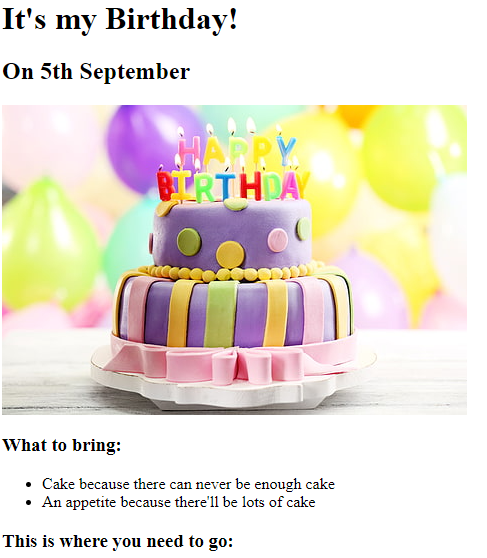 It's my Birthday!
On 5th September
HAPPY
BIRTHDAY
What to bring:
Cake because there can never be enough cake
An appetite because there'll be lots of cake
This is where you need to go: